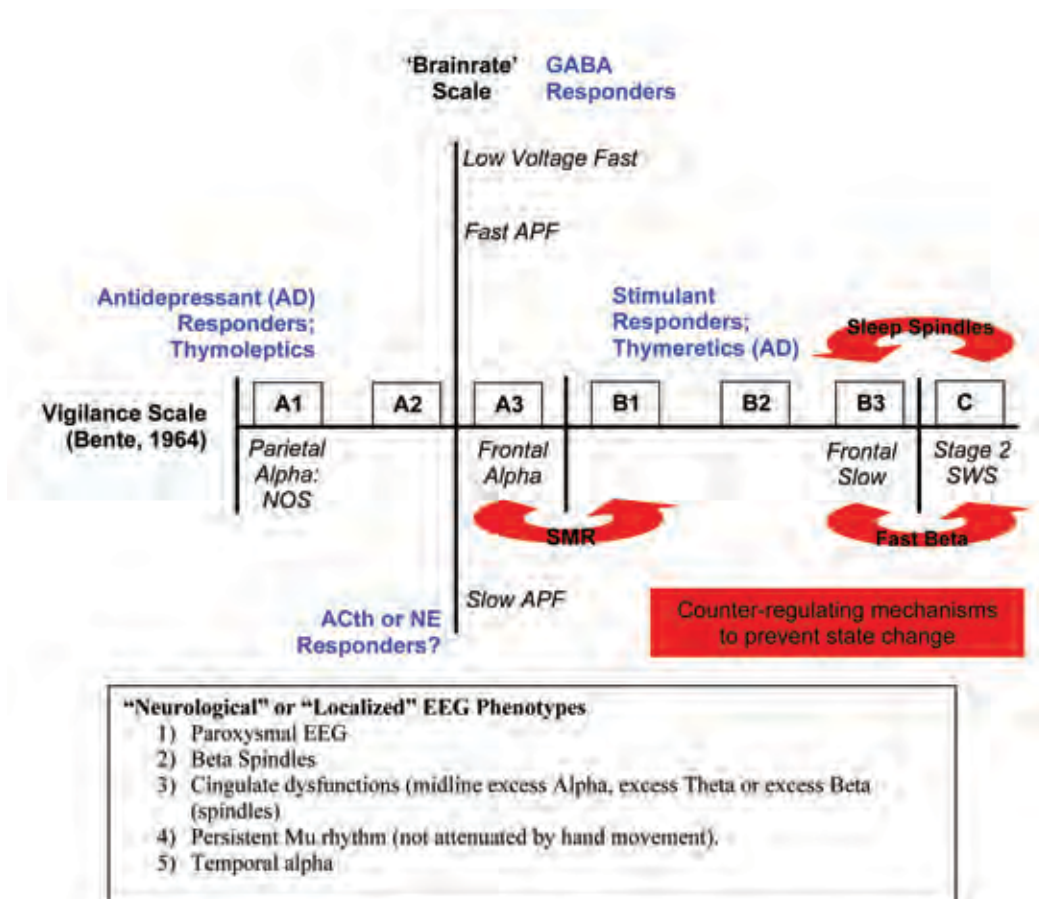 'Brainrate'
Scale
GABA
Responders
Low Voltage Fast
Fast APF
Antidepressant (AD)
Responders;
Thymoleptics
Stimulant
Responders;
Thymeretics (AD)
Sleep Spindles
Vigilance Scale
(Bente, 1964)
A1
A2
A3
B1
B2
B3
C
Parietal
Alpha:
NOS
Frontal
Alpha
Frontal
Slow
Stage 2
SWS
SMR
Fast Beta
Slow APF
ACth or NE
Responders?
Counter-regulating mechanisms
to prevent state change
"Neurological" or "Localized" EEG Phenotypes
1) Paroxysmal EEG
2) Beta Spindles
3) Cingulate dysfunctions (midline excess Alpha, excess Theta or excess Beta
(spindles)
4) Persistent Mu rhythm (not attenuated by hand movement).
5) Temporal alpha